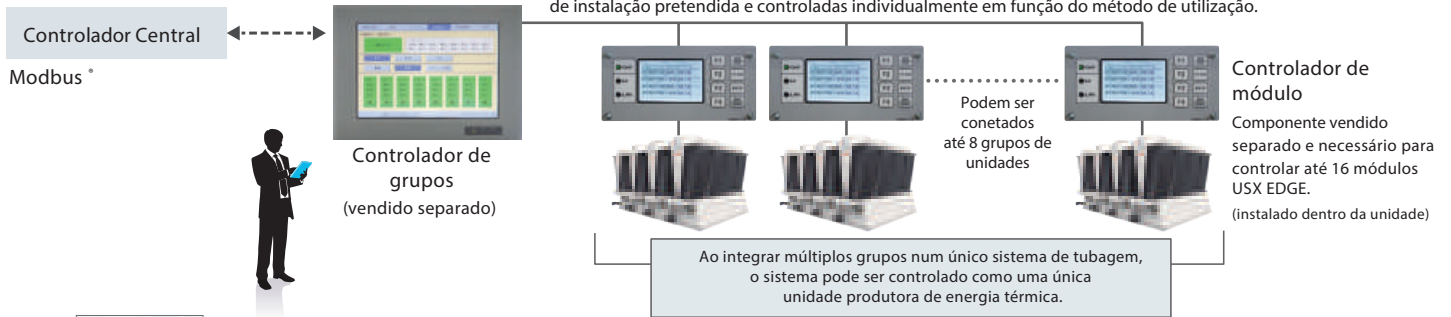 de instalação pretendida e controladas individualmente em função do método de utilização.
Controlador Central
Modbus ®
Controlador de
grupos
(vendido separado)
Podem ser
conetados
até 8 grupos de
unidades
Controlador de
módulo
Componente vendido
separado e necessário para
controlar até 16 módulos
USX EDGE.
(instalado dentro da unidade)
Ao integrar múltiplos grupos num único sistema de tubagem,
o sistema pode ser controlado como uma única
unidade produtora de energia térmica.